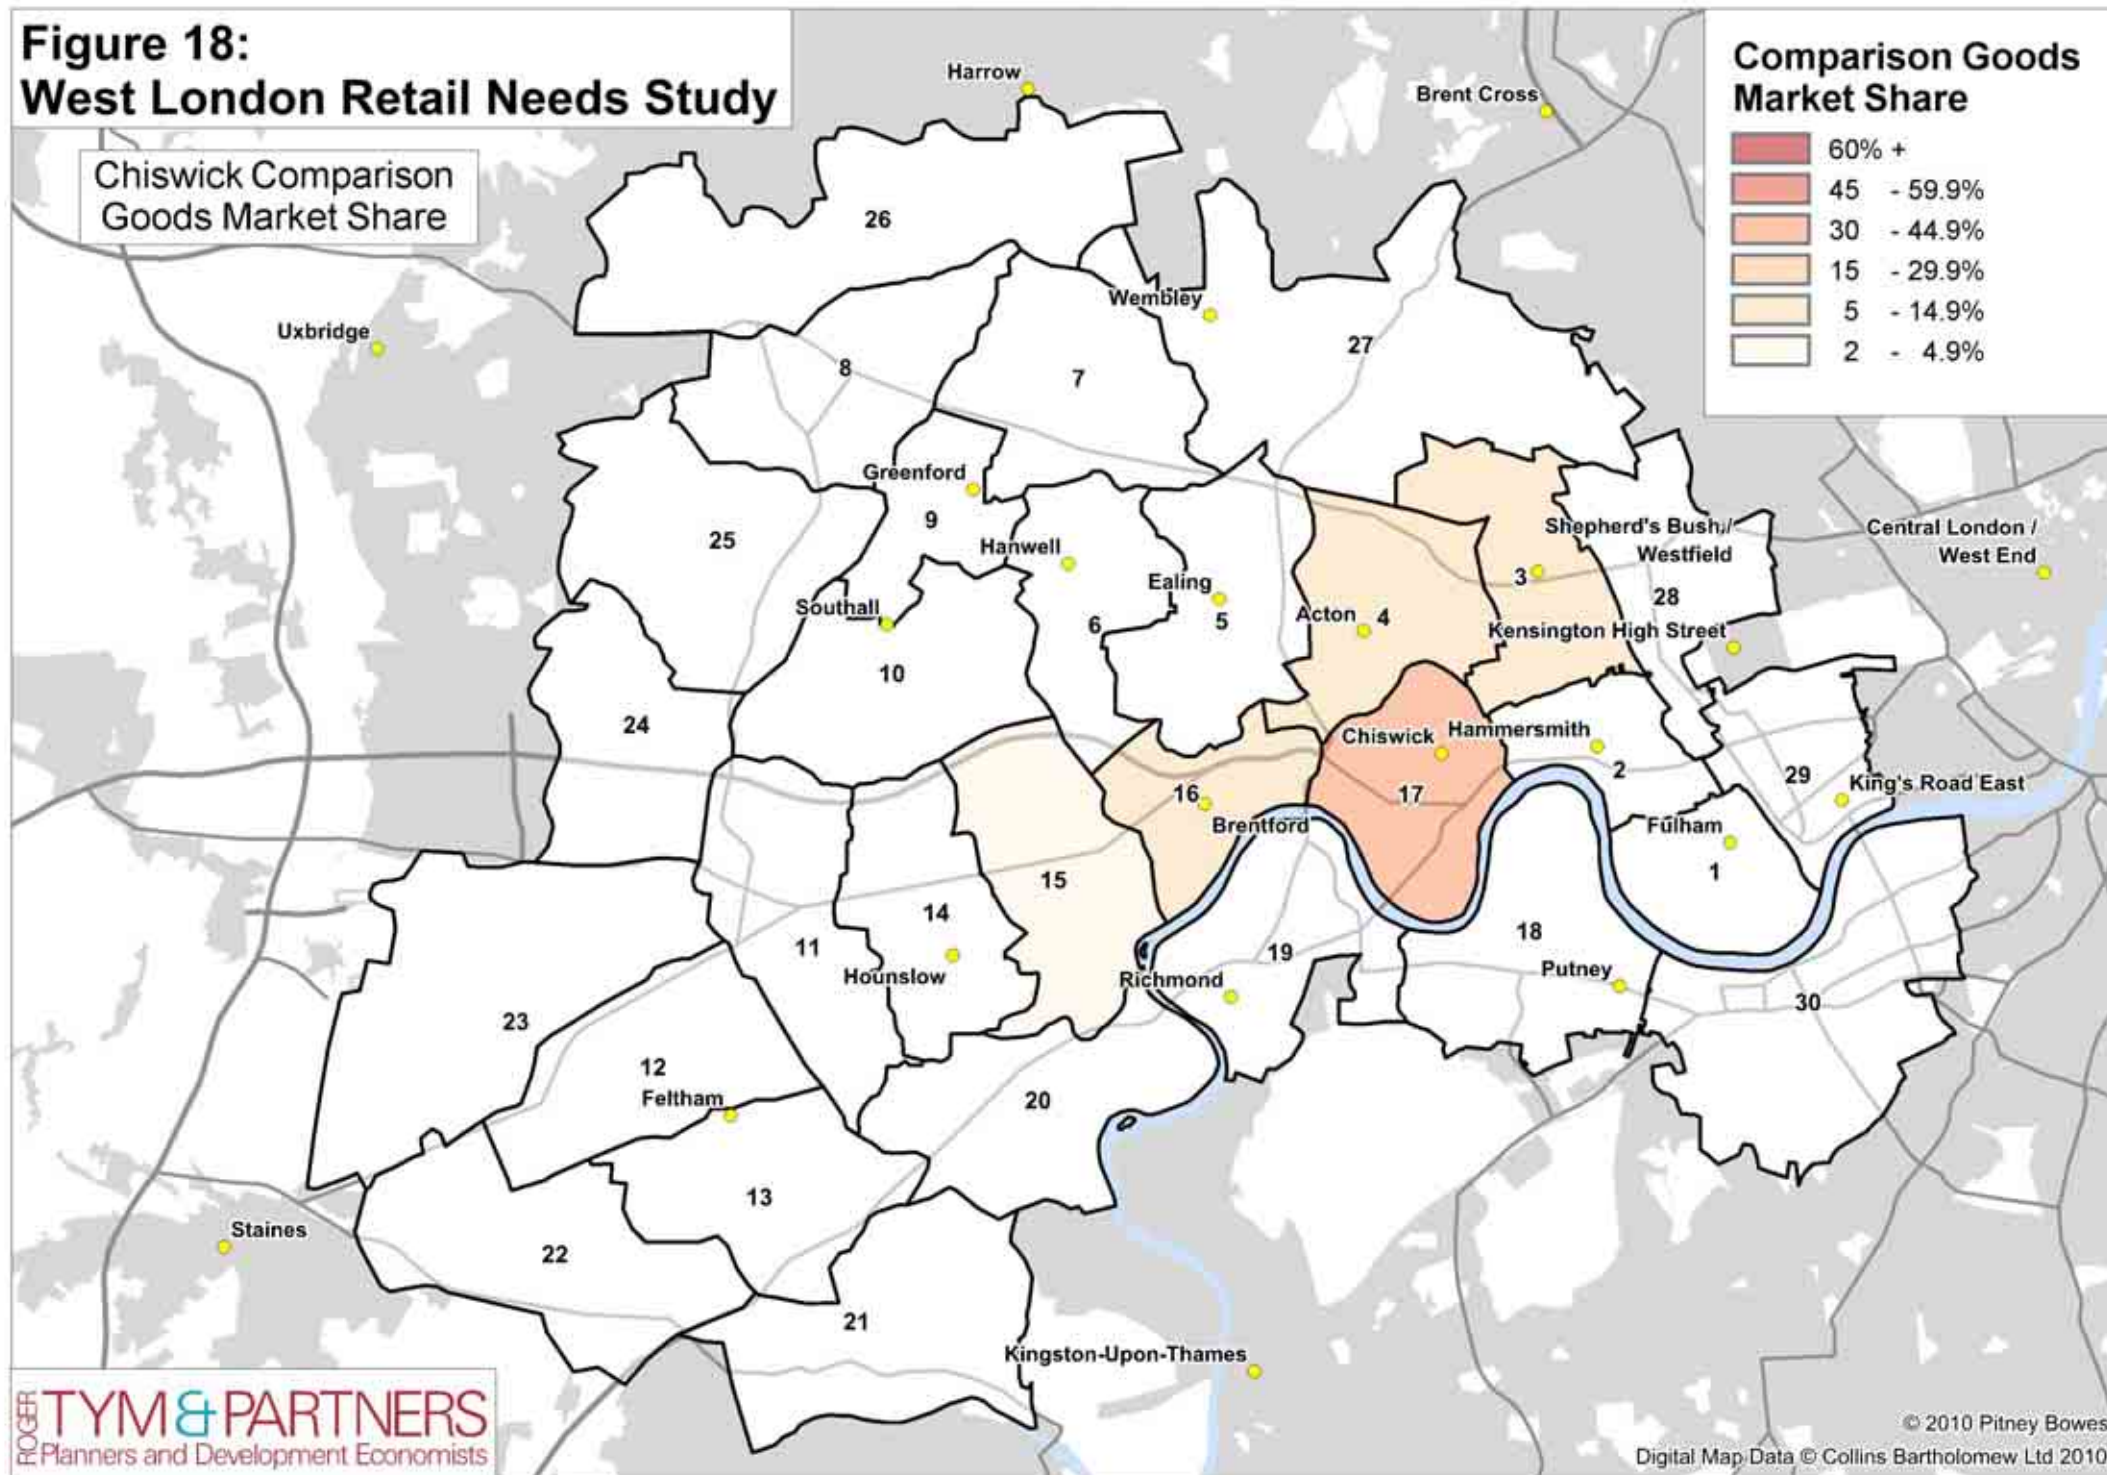 Figure 18:
West London Retail Needs Study
Chiswick Comparison
Goods Market Share
Comparison Goods
Market Share
60% +
45 - 59.9%
30 - 44.9%
15 - 29.9%
5 - 14.9%
2 - 4.9%
Harrow
Brent Cross
26
Wembley
Uxbridge
27
8
7
Greenford
9
25
Hanwell
Shepherd's Bush /
Westfield
Central London /
West End
3
28
Ealing
5
Southall
6
Acton
4
Kensington High Street
10
24
Chiswick
Hammersmith
2
29
King's Road East
16
17
Brentford
Fulham
1
15
14
11
Hounslow
19
18
Richmond
Putney
30
23
12
Feltham
20
13
Staines
22
21
Kingston-Upon-Thames
ROGER
TYM & PARTNERS
Planners and Development Economists
© 2010 Pitney Bowes
Digital Map Data © Collins Bartholomew Ltd 2010